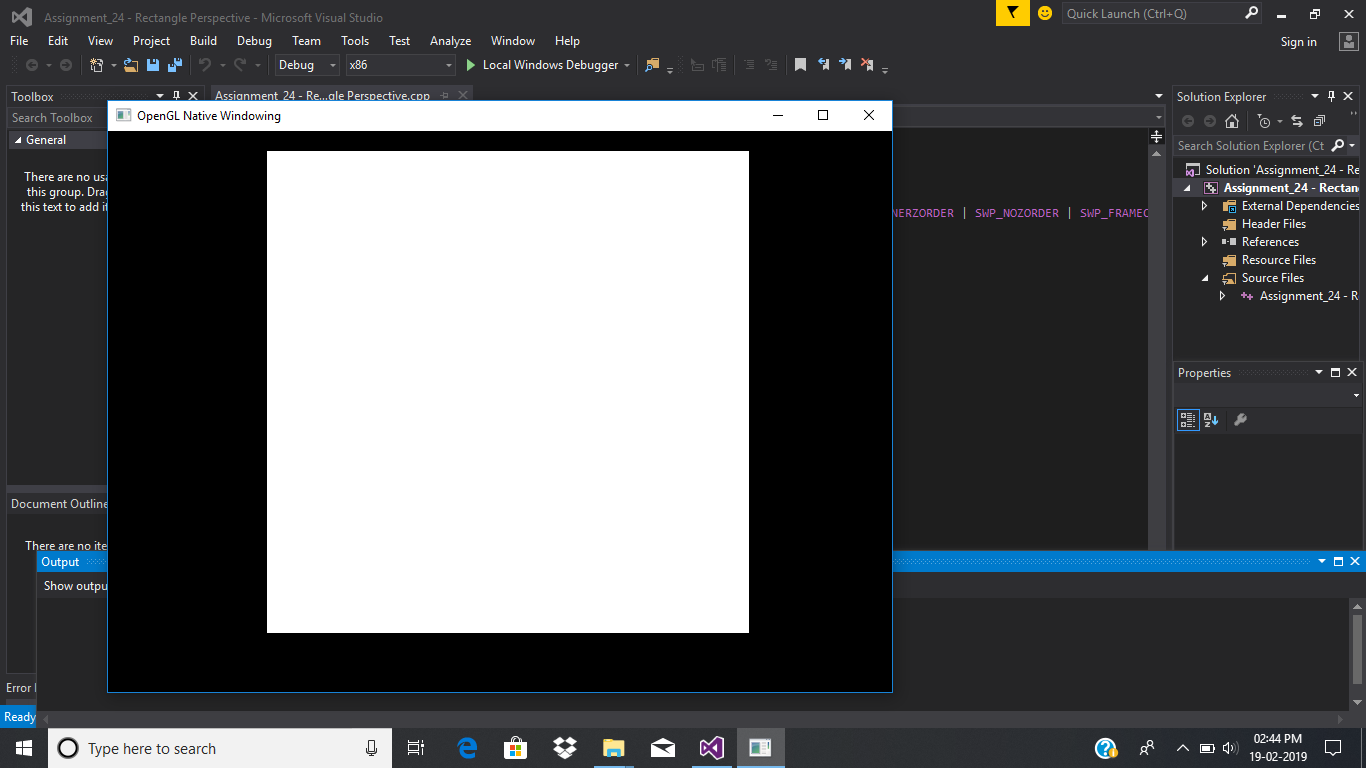 Assignment_24 - Rectangle Perspective - Microsoft Visual Studio
Quick Launch (Ctrl+Q)
File Edit View Project Build Debug Team Tools Test Analyze Window Help
Sign in
Debug x86 Local Windows Debugger
Toolbox
Assignment_24 - Re...gle Perspective.cpp
Solution Explorer
OpenGL Native Windowing
Search Toolbox
General
There are no usa
this group. Drag
this text to add it
NERZORDER | SWP_NOZORDER | SWP_FRAMEC
Search Solution Explorer (Ct
Solution 'Assignment_24 - Re
Assignment_24 - Rectan
External Dependencies
Header Files
References
Resource Files
Source Files
Assignment_24 - R
Properties
Document Outline
There are no ite
Output
Show outpu
Error
Ready
Type here to search
02:44 PM
19-02-2019